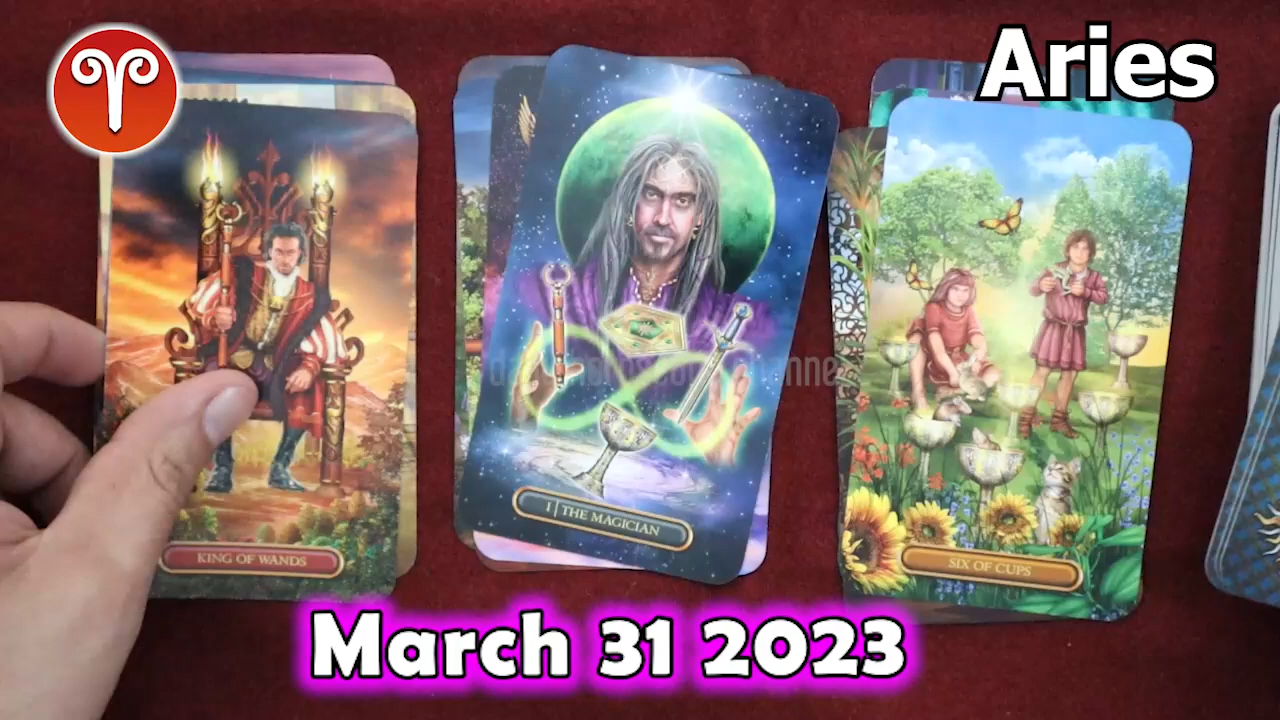 Aries
KING OF WANDS
I | THE MAGICIAN
SIX OF CUPS
March 31 2023